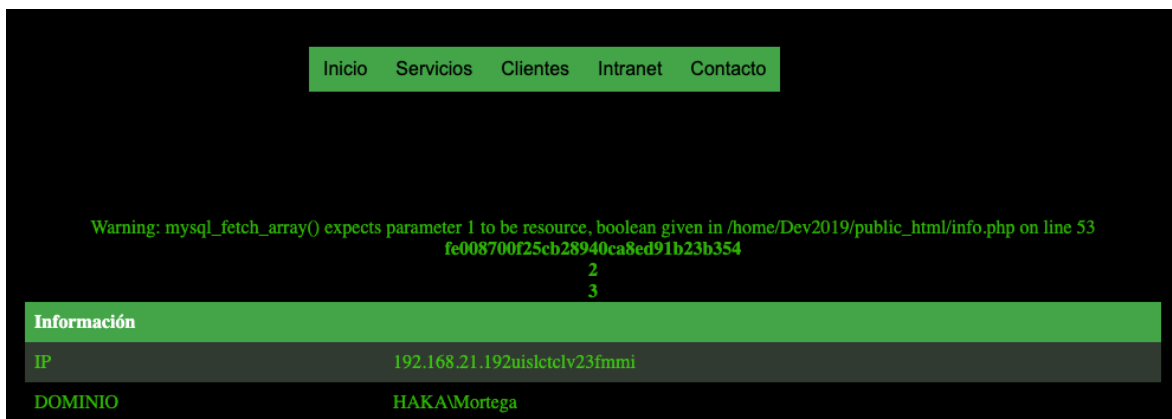 Inicio Servicios Clientes Intranet Contacto
Warning: mysql_fetch_array() expects parameter 1 to be resource, boolean given in /home/Dev2019/public_html/info.php on line 53
fe008700f25cb28940ca8ed91b23b354
2
3
Información
IP 192.168.21.192uislctclv23fmmi
DOMINIO HAKA\Mortega